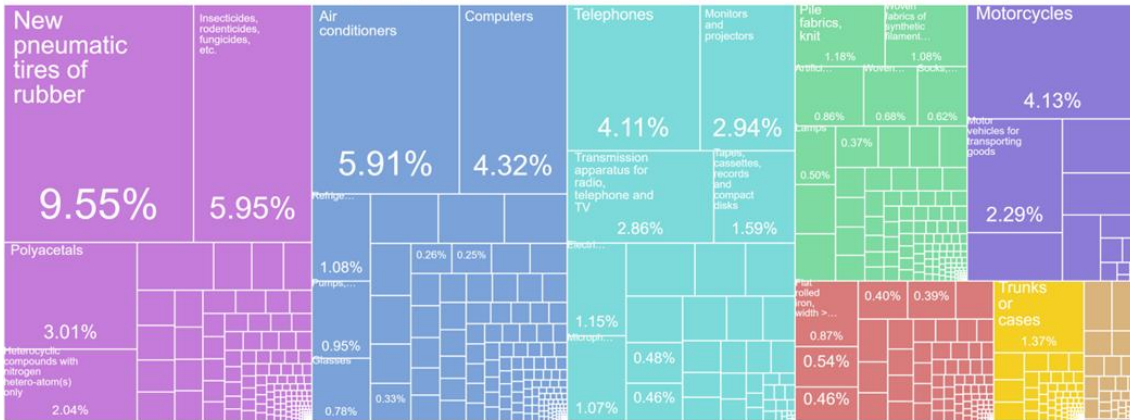 New
pneumatic
tires of
rubber
9.55%
Insecticides,
rodenticides,
fungicides,
etc.
5.95%
Polyacetals
3.01%
Heterocyclic
compounds with
nitrogen
hetero-atom(s)
only
2.04%
Air
conditioners
5.91%
Computers
4.32%
Refrige...
1.08%
Pumps,...
0.95%
Glasses
0.78%
0.26%
0.25%
0.33%
Telephones
4.11%
Monitors
and
projectors
2.94%
Transmission
apparatus for
radio,
telephone and
TV
2.86%
Tapes,
cassettes,
records
and
compact
disks
1.59%
Electri...
1.15%
Microph...
1.07%
0.48%
0.46%
Pile
fabrics,
knit
1.18%
Woven
fabrics of
synthetic
filament...
1.08%
Artifici...
0.86%
Woven...
0.68%
Socks,...
0.62%
Lamps
0.50%
0.37%
Motorcycles
4.13%
Motor
vehicles for
transporting
goods
2.29%
Flat
rolled
iron,
width >...
0.87%
0.40%
0.39%
0.54%
0.46%
Trunks
or
cases
1.37%